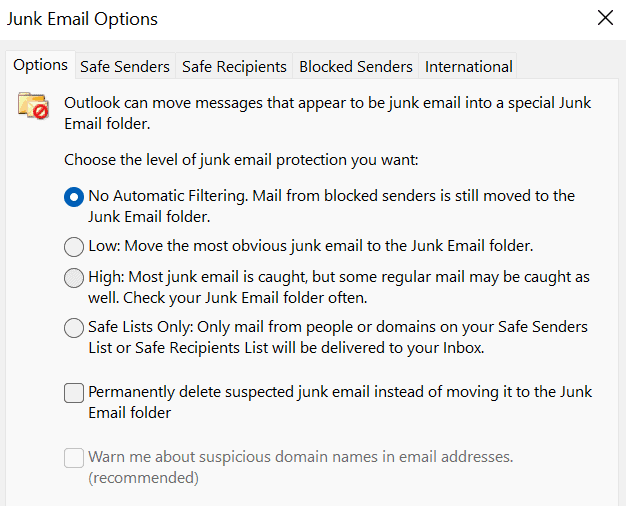 Junk Email Options
Options
Safe Senders
Safe Recipients
Blocked Senders
International
Outlook can move messages that appear to be junk email into a special Junk
Email folder.
Choose the level of junk email protection you want:
No Automatic Filtering. Mail from blocked senders is still moved to the
Junk Email folder.
Low: Move the most obvious junk email to the Junk Email folder.
High: Most junk email is caught, but some regular mail may be caught as
well. Check your Junk Email folder often.
Safe Lists Only: Only mail from people or domains on your Safe Senders
List or Safe Recipients List will be delivered to your Inbox.
Permanently delete suspected junk email instead of moving it to the Junk
Email folder
Warn me about suspicious domain names in email addresses.
(recommended)